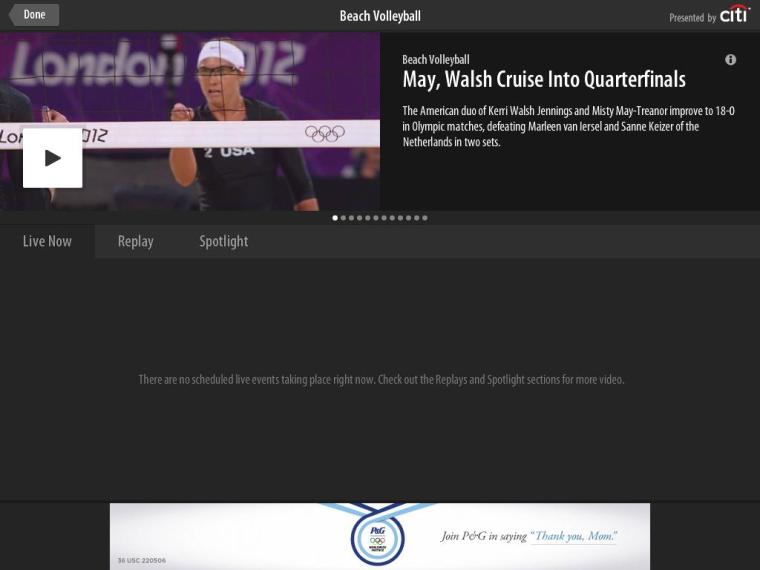 Done
Beach Volleyball
Presented by citi
London 2012
Beach Volleyball
May, Walsh Cruise Into Quarterfinals
The American duo of Kerri Walsh Jennings and Misty May-Treanor improve to 18-0
in Olympic matches, defeating Marleen van Iersel and Sanne Keizer of the
Netherlands in two sets.
2 USA
Live Now
Replay
Spotlight
There are no scheduled live events taking place right now. Check out the Replays and Spotlight sections for more video.
P&G
Join P&G in saying “Thank you, Mom.”
36 USC 220506